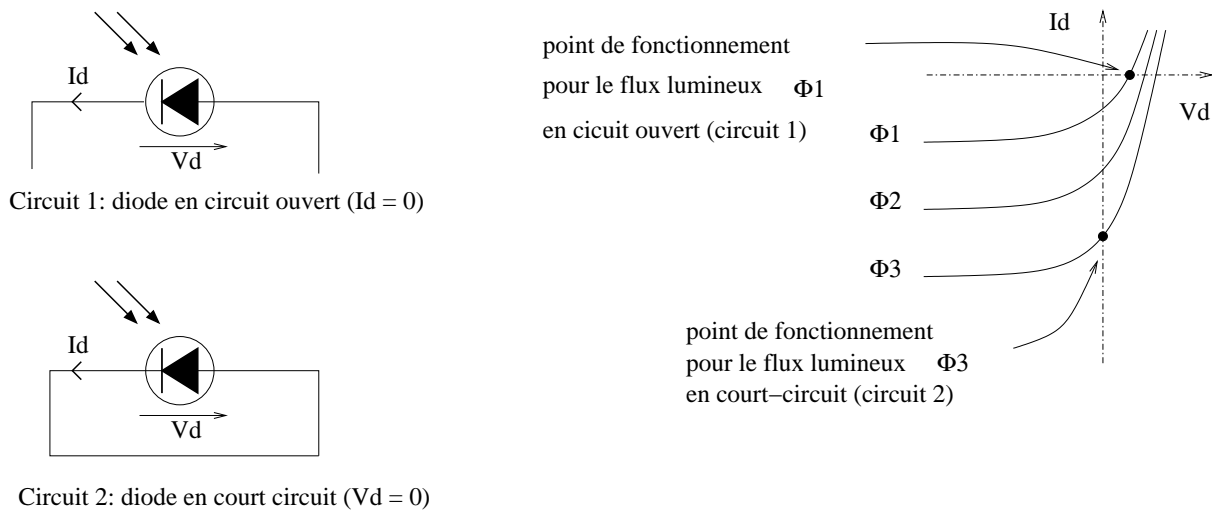 Id
Vd
Circuit 1: diode en circuit ouvert (Id = 0)
Id
Vd
Circuit 2: diode en court circuit (Vd = 0)
point de fonctionnement
pour le flux lumineux Φ1
en cicuit ouvert (circuit 1)
Id
Vd
Φ1
Φ2
Φ3
point de fonctionnement
pour le flux lumineux Φ3
en court−circuit (circuit 2)